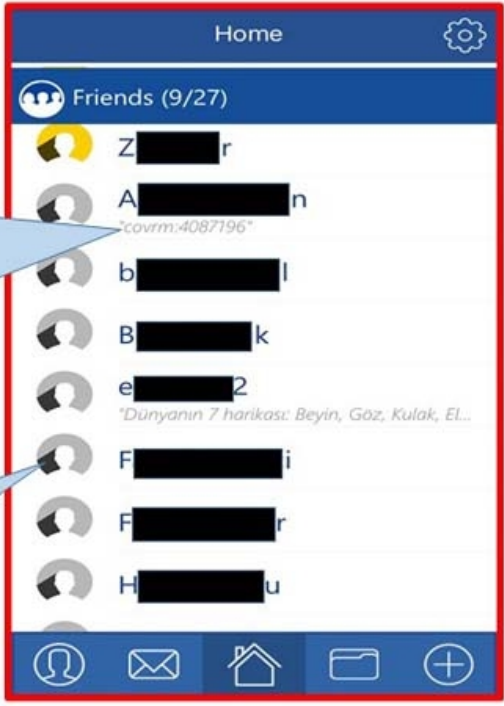 Home
Friends (9/27)
Z r
A n
"covrm:4087196"
b l
B k
e 2
"Dünyanın 7 harikası: Beyin, Göz, Kulak, El...
F i
F r
H u